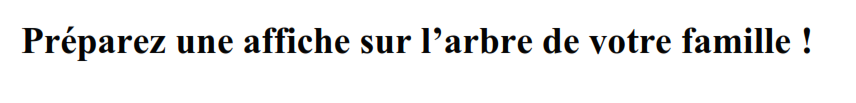 Préparez une affiche sur l’arbre de votre famille !